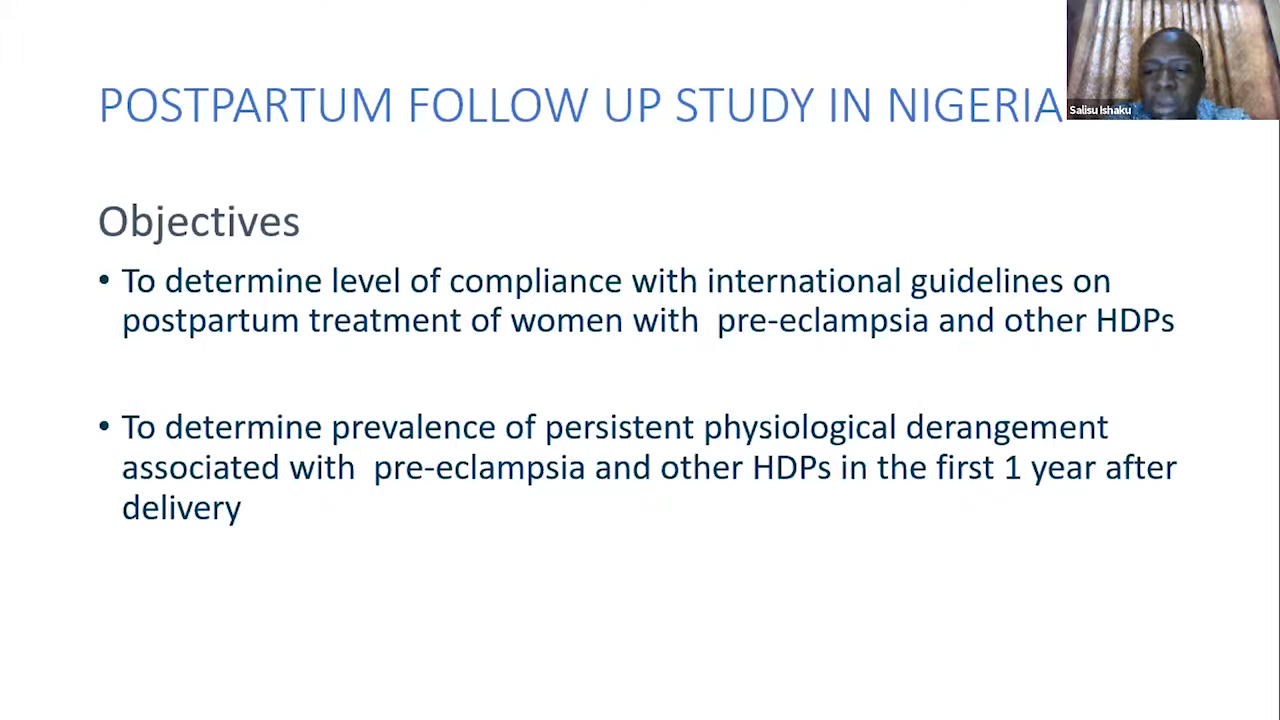 POSTPARTUM FOLLOW UP STUDY IN NIGERIA
Salisu Ishaku
Objectives
• To determine level of compliance with international guidelines on
postpartum treatment of women with pre-eclampsia and other HDPs
• To determine prevalence of persistent physiological derangement
associated with pre-eclampsia and other HDPs in the first 1 year after
delivery